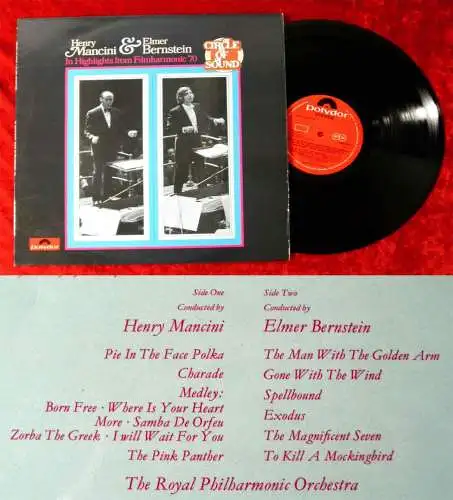 Henry Mancini & Elmer Bernstein
In Highlights from Filmharmonic '70
CIRCLE OF SOUND
Polydor
Polydor
Side One
Conducted by
Henry Mancini
Pie In The Face Polka
Charade
Medley:
Born Free · Where Is Your Heart
More · Samba De Orfeu
Zorba The Greek · I will Wait For You
The Pink Panther
Side Two
Conducted by
Elmer Bernstein
The Man With The Golden Arm
Gone With The Wind
Spellbound
Exodus
The Magnificent Seven
To Kill A Mockingbird
The Royal Philharmonic Orchestra